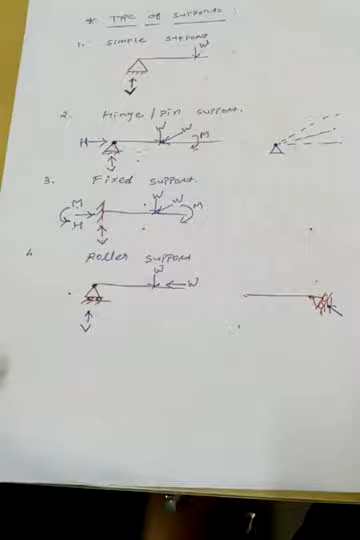 * TYPE of supports :
1. Simple support
W
2. Hinge / pin support.
H W W M
3. Fixed support.
M H W W M
4 Roller support
W W